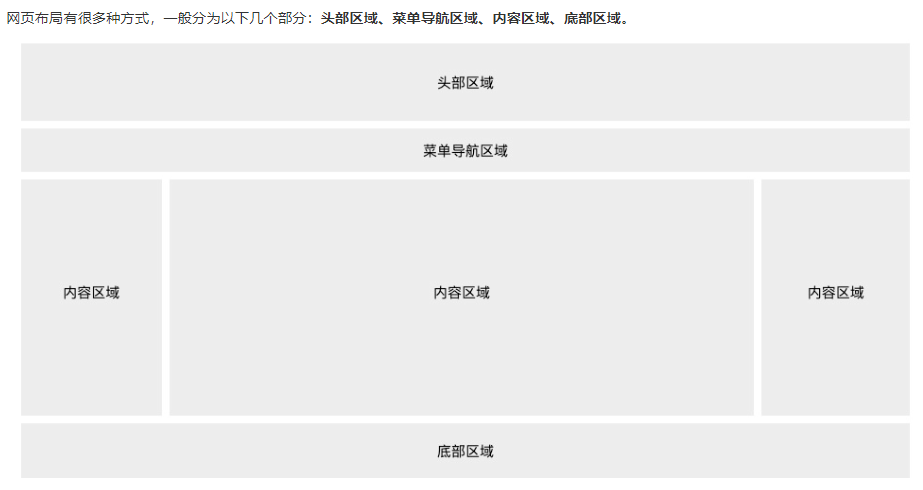 网页布局有很多种方式，一般分为以下几个部分：头部区域、菜单导航区域、内容区域、底部区域。
头部区域
菜单导航区域
内容区域
内容区域
内容区域
底部区域